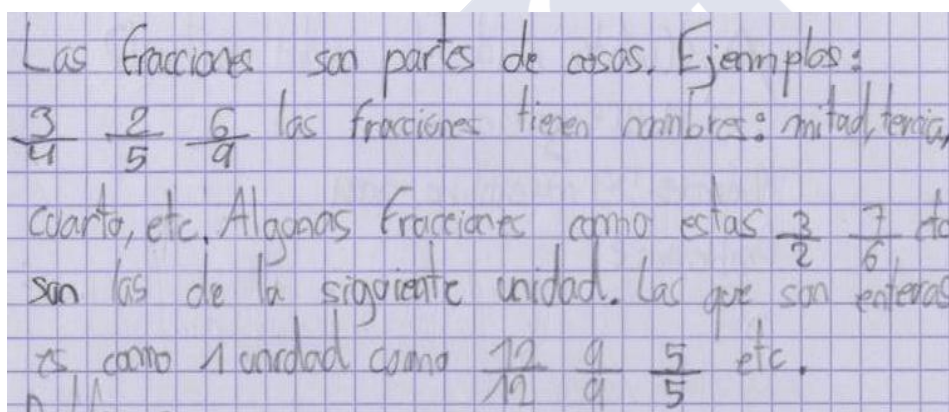 Las fracciones son partes de cosas. Ejemplos:
3/4 2/5 6/9 las fracciones tienen nombres: mitad, tercio,
cuarto, etc. Algunas fracciones como estas 3/2 7/6 etc
son las de la siguiente unidad. Las que son enteras
es como 1 unidad como 12/12 9/9 5/5 etc.